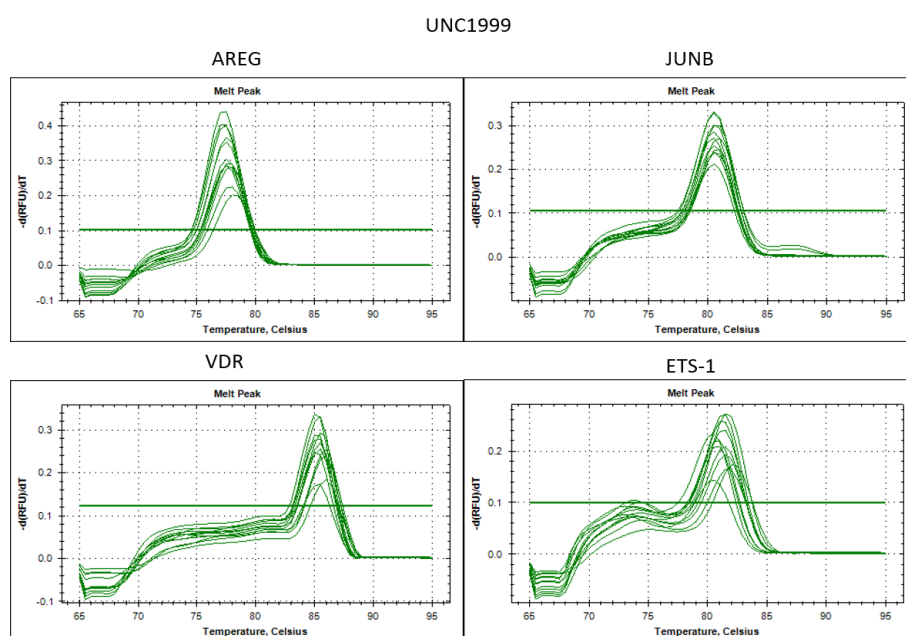 UNC1999
AREG
JUNB
Melt Peak
Melt Peak
-d(RFU)/dT
0.4
0.3
0.2
0.1
0.0
-0.1
65 70 75 80 85 90 95
Temperature, Celsius
-d(RFU)/dT
0.3
0.2
0.1
0.0
65 70 75 80 85 90 95
Temperature, Celsius
VDR
ETS-1
Melt Peak
Melt Peak
-d(RFU)/dT
0.3
0.2
0.1
0.0
-0.1
65 70 75 80 85 90 95
Temperature, Celsius
-d(RFU)/dT
0.2
0.1
0.0
65 70 75 80 85 90 95
Temperature, Celsius